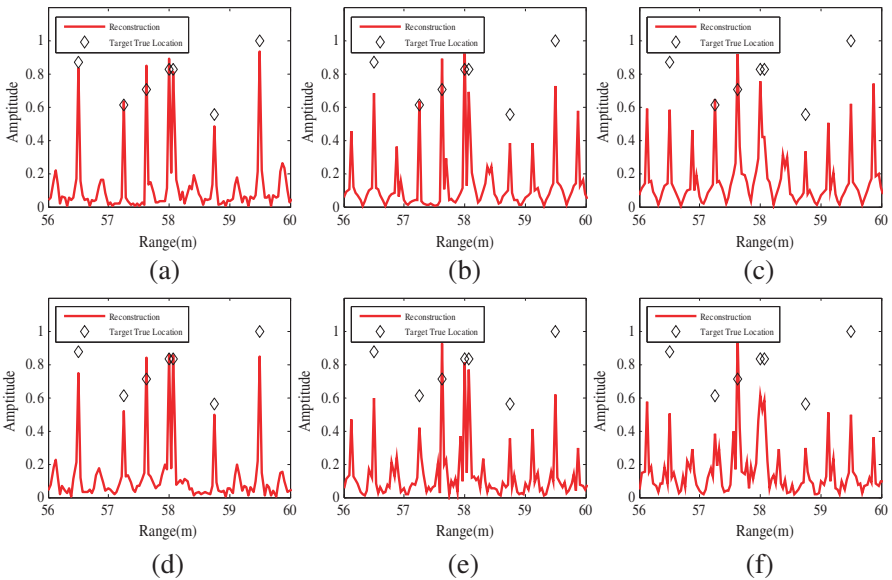 Reconstruction
Target True Location
Amptitude
0
0.2
0.4
0.6
0.8
1
56
57
58
59
60
Range(m)
(a)
Reconstruction
Target True Location
Amptitude
0
0.2
0.4
0.6
0.8
1
56
57
58
59
60
Range(m)
(b)
Reconstruction
Target True Location
Amptitude
0
0.2
0.4
0.6
0.8
1
56
57
58
59
60
Range(m)
(c)
Reconstruction
Target True Location
Amptitude
0
0.2
0.4
0.6
0.8
1
56
57
58
59
60
Range(m)
(d)
Reconstruction
Target True Location
Amptitude
0
0.2
0.4
0.6
0.8
1
56
57
58
59
60
Range(m)
(e)
Reconstruction
Target True Location
Amptitude
0
0.2
0.4
0.6
0.8
1
56
57
58
59
60
Range(m)
(f)